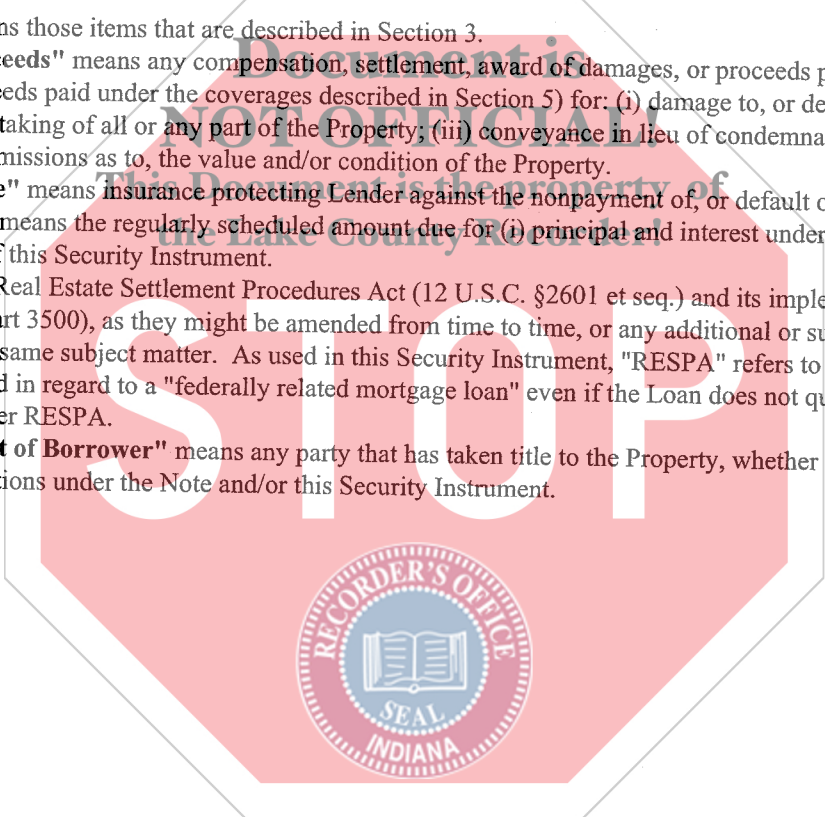 ns those items that are described in Section 3.
eeds" means any compensation, settlement, award of damages, or proceeds p
eeds paid under the coverages described in Section 5) for: (i) damage to, or de
taking of all or any part of the Property; (iii) conveyance in lieu of condemna
missions as to, the value and/or condition of the Property.
e" means insurance protecting Lender against the nonpayment of, or default o
means the regularly scheduled amount due for (i) principal and interest under
f this Security Instrument.
Real Estate Settlement Procedures Act (12 U.S.C. §2601 et seq.) and its imple
art 3500), as they might be amended from time to time, or any additional or su
same subject matter. As used in this Security Instrument, "RESPA" refers to
d in regard to a "federally related mortgage loan" even if the Loan does not qu
er RESPA.
t of Borrower" means any party that has taken title to the Property, whether
tions under the Note and/or this Security Instrument.
Document is
NOT OFFICIAL!
This Document is the property of
the Lake County Recorder!
STOP
RECORDER'S OFFICE
SEAL
INDIANA